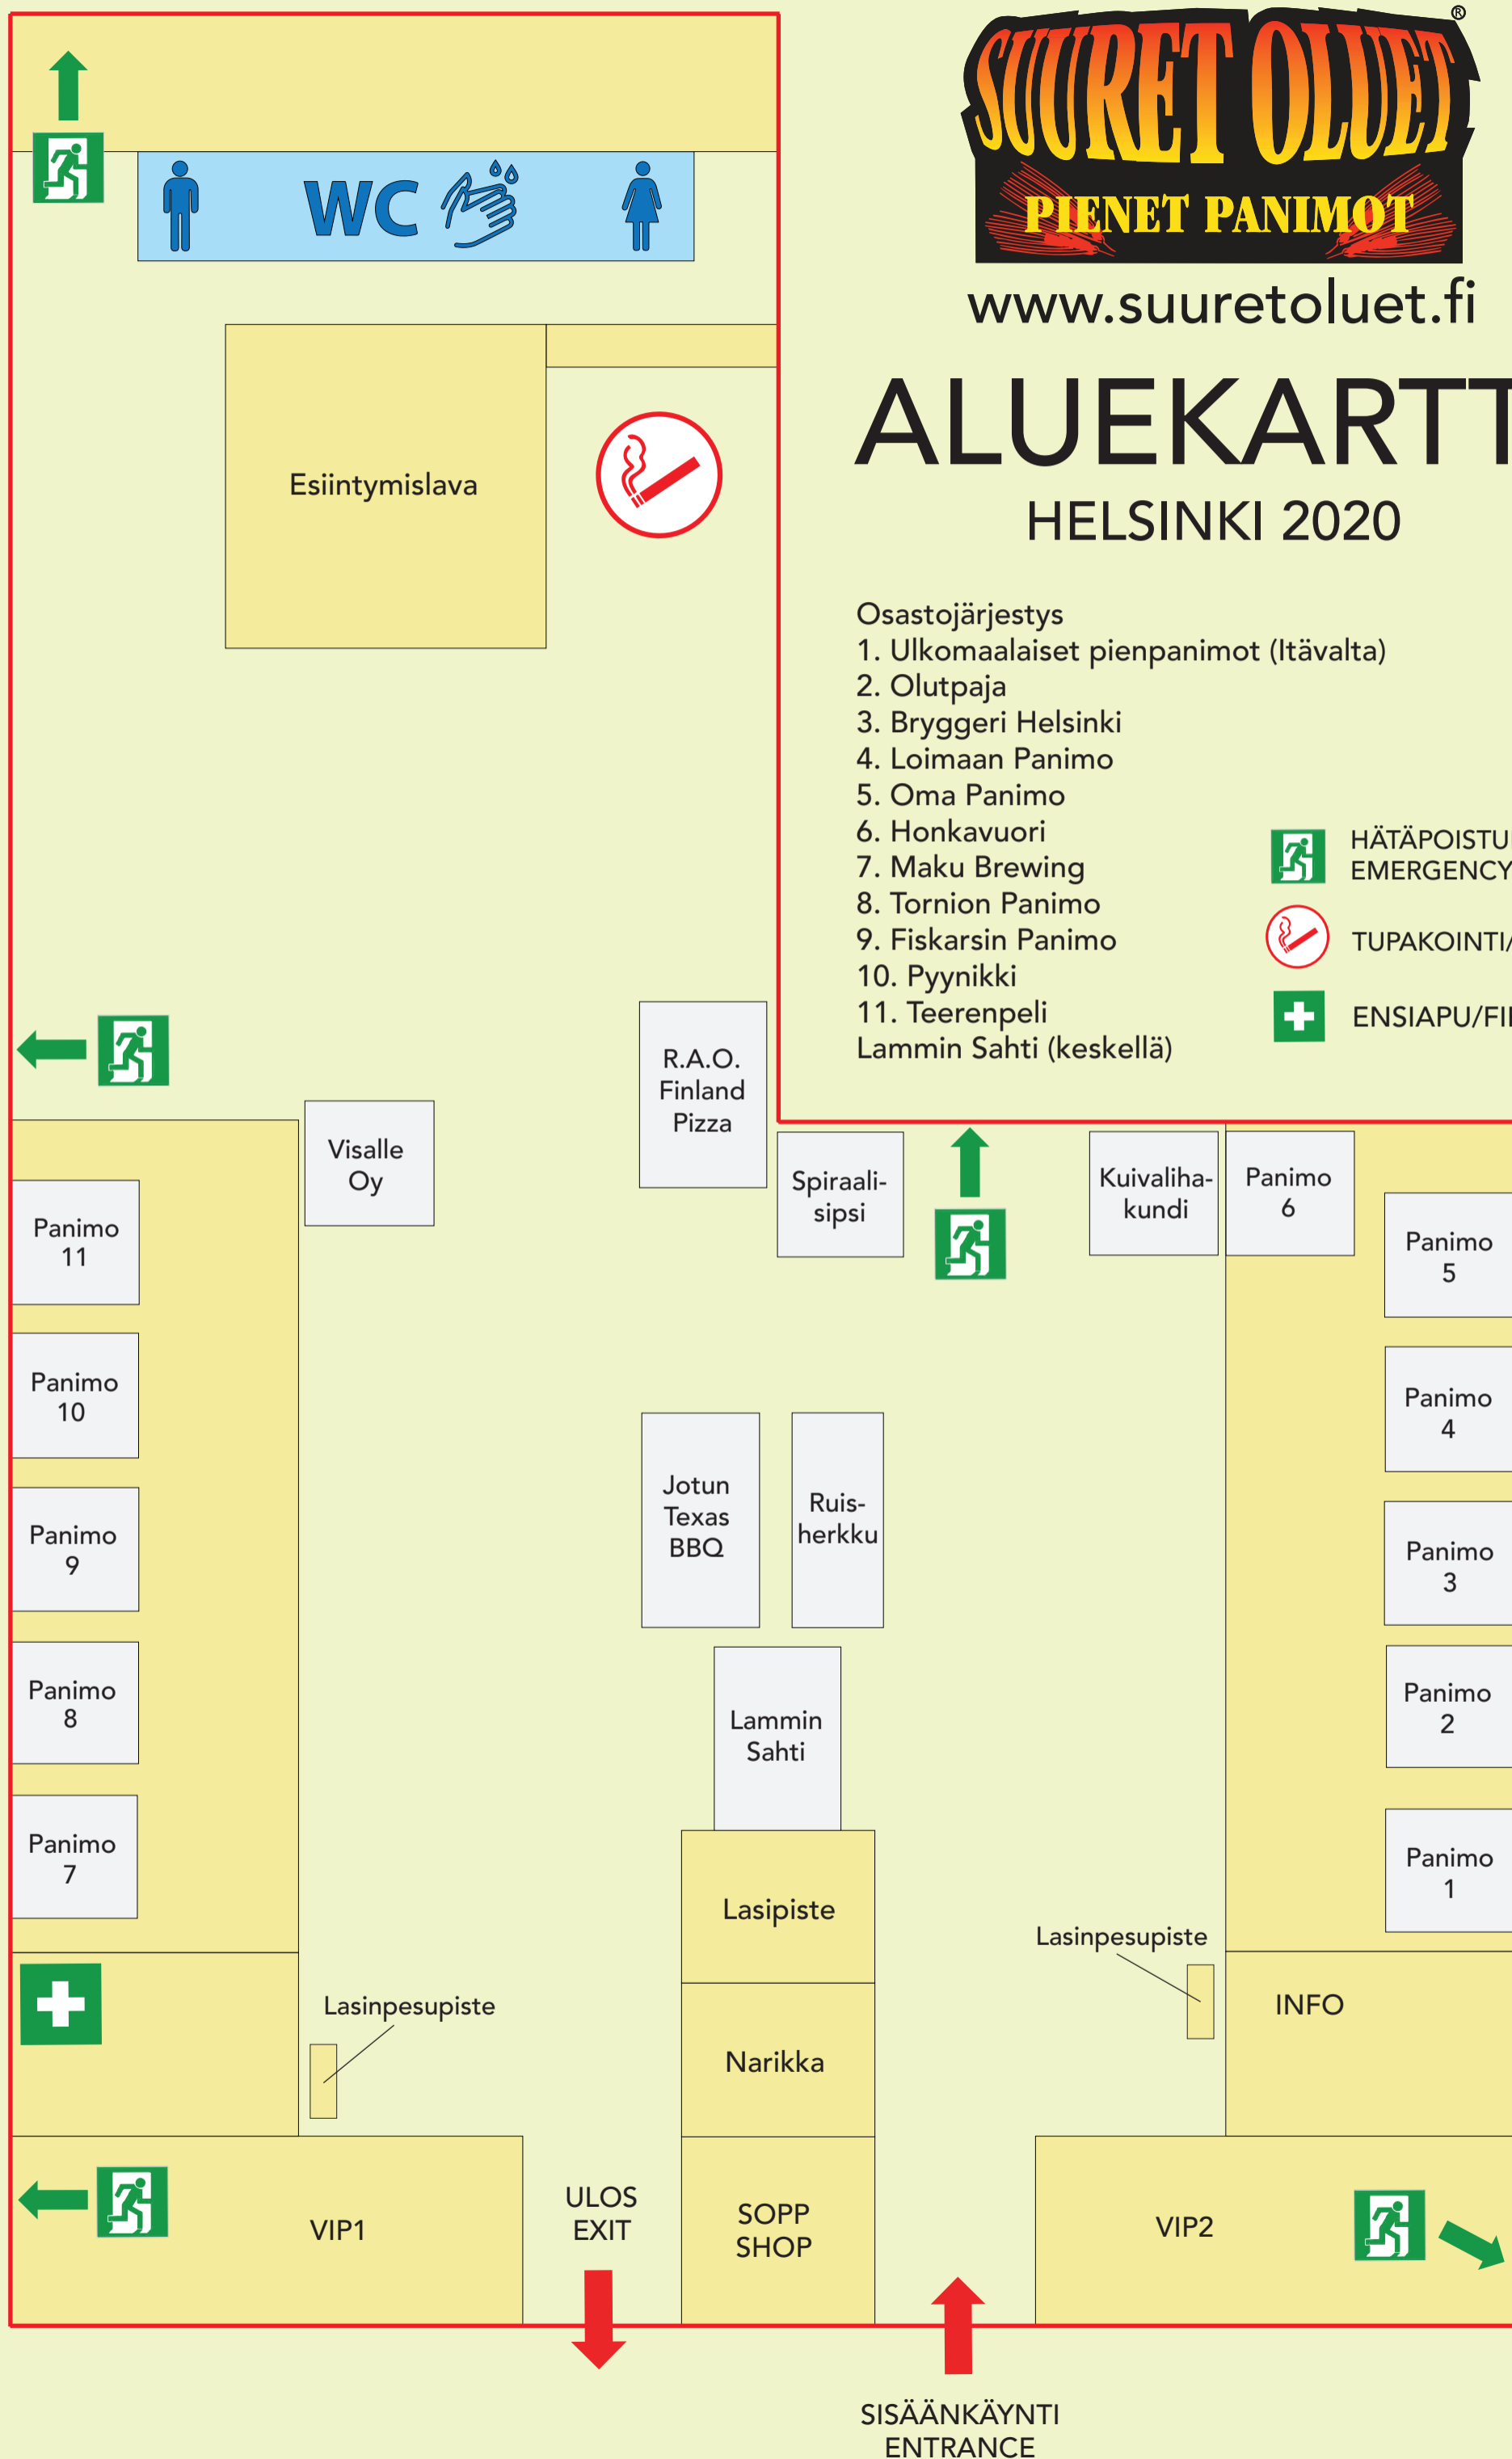 SUURET OLUET®
PIENET PANIMOT
www.suuretoluet.fi
ALUEKARTT
HELSINKI 2020
Osastojärjestys
1. Ulkomaalaiset pienpanimot (Itävalta)
2. Olutpaja
3. Bryggeri Helsinki
4. Loimaan Panimo
5. Oma Panimo
6. Honkavuori
7. Maku Brewing
8. Tornion Panimo
9. Fiskarsin Panimo
10. Pyynikki
11. Teerenpeli
Lammin Sahti (keskellä)
HÄTÄPOISTU
EMERGENCY
TUPAKOINTI/
ENSIAPU/FI
WC
Esiintymislava
R.A.O.
Finland
Pizza
Visalle
Oy
Spiraali-
sipsi
Kuivaliha-
kundi
Panimo
6
Panimo
5
Panimo
11
Panimo
10
Panimo
4
Jotun
Texas
BBQ
Ruis-
herkku
Panimo
9
Panimo
3
Panimo
8
Lammin
Sahti
Panimo
2
Panimo
7
Panimo
1
Lasipiste
Lasinpesupiste
Lasinpesupiste
INFO
Narikka
VIP1
ULOS
EXIT
SOPP
SHOP
VIP2
SISÄÄNKÄYNTI
ENTRANCE